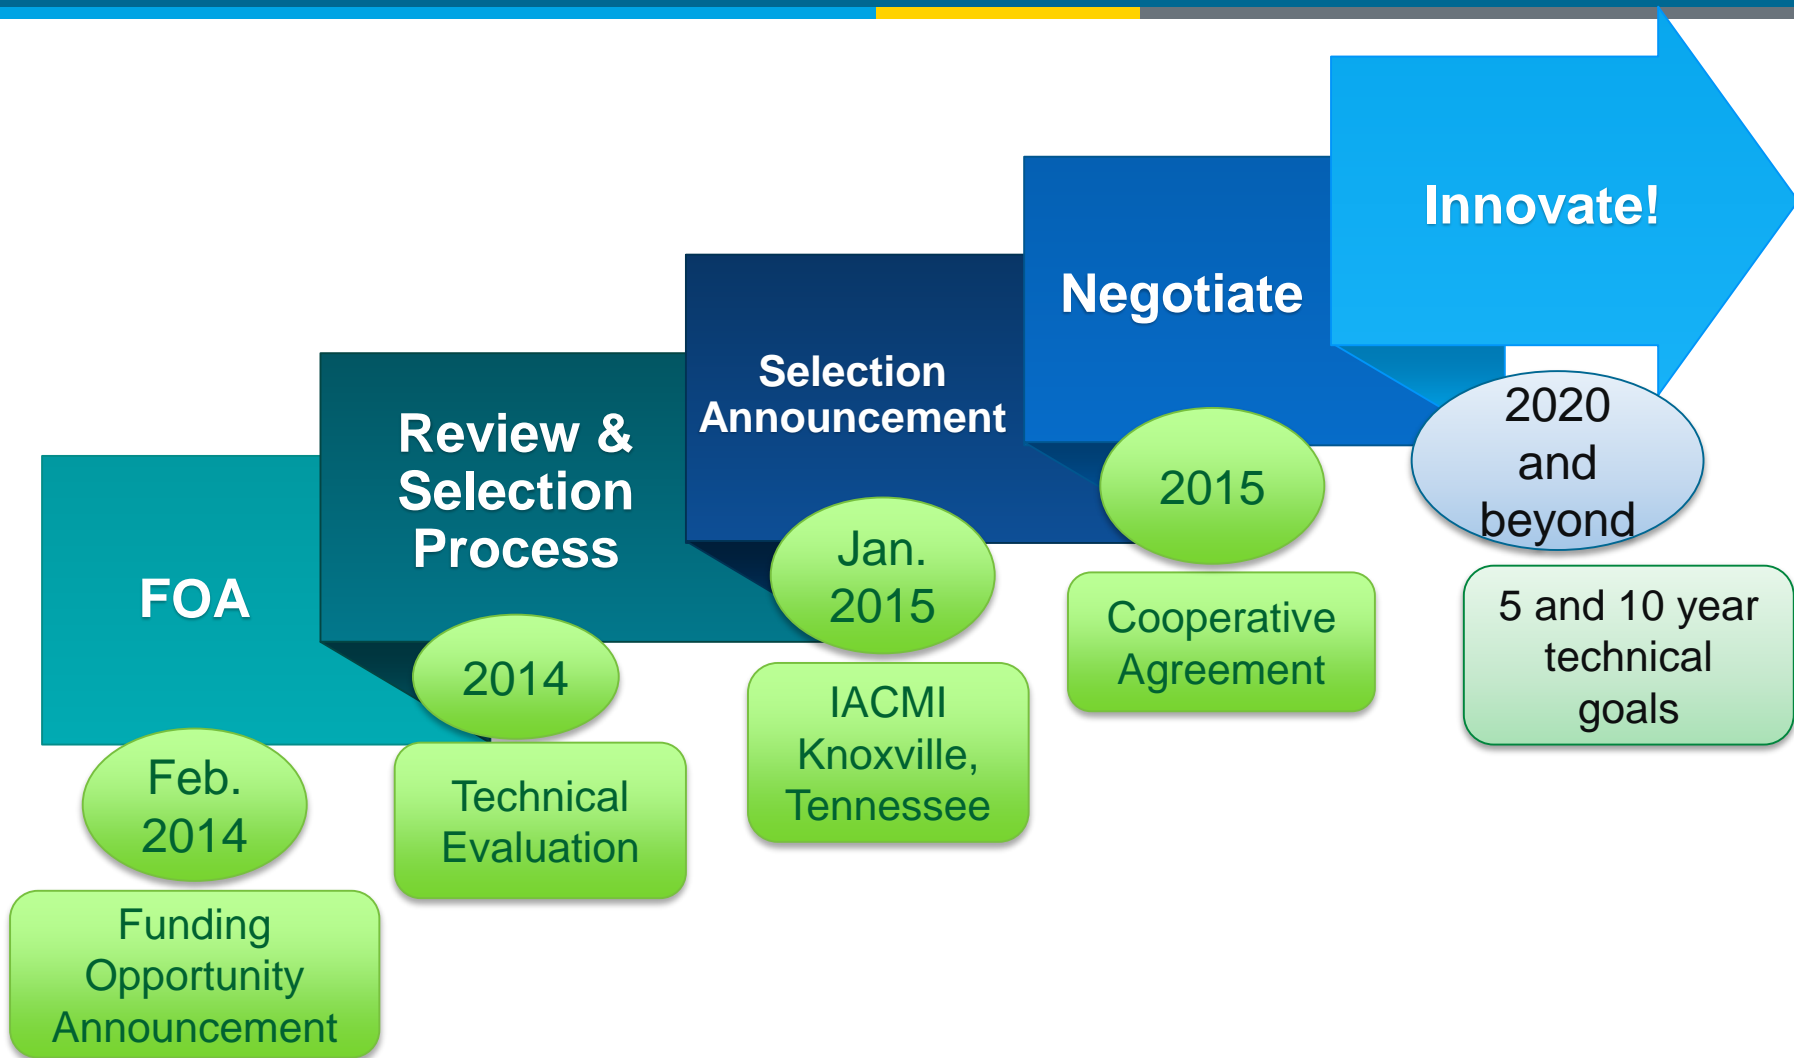 FOA
Feb.
2014
Funding
Opportunity
Announcement
Review &
Selection
Process
2014
Technical
Evaluation
Selection
Announcement
Jan.
2015
IACMI
Knoxville,
Tennessee
Negotiate
2015
Cooperative
Agreement
Innovate!
2020
and
beyond
5 and 10 year
technical
goals